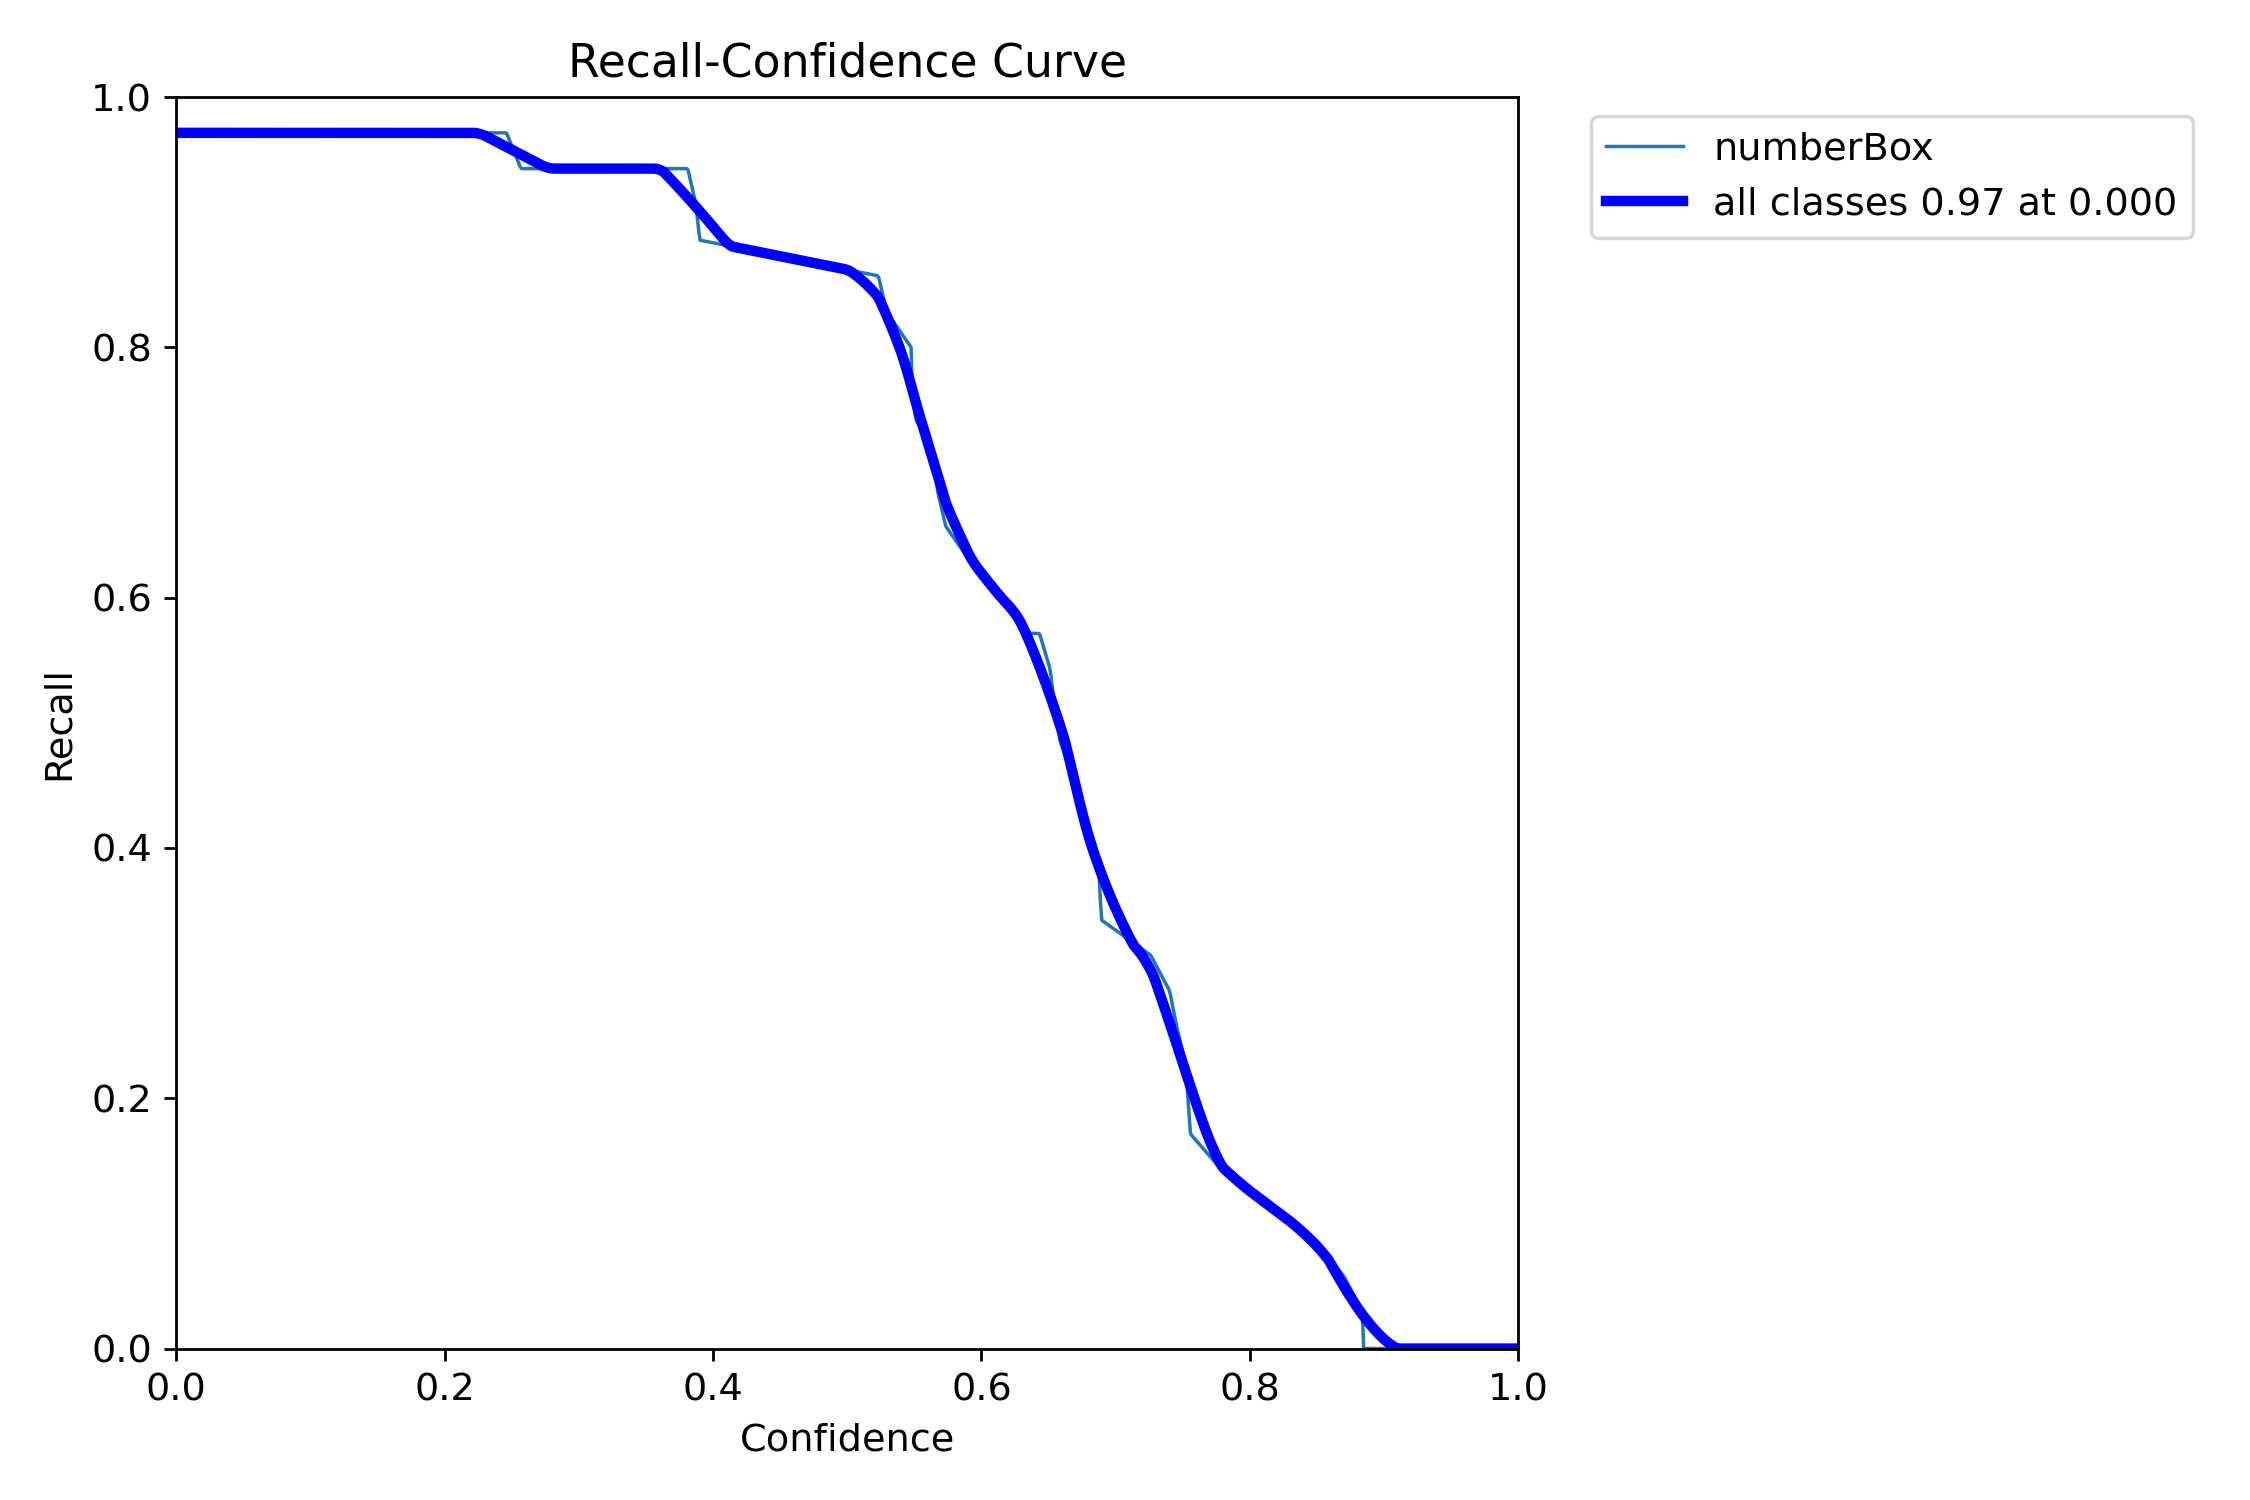 Recall-Confidence Curve
1.0
0.8
0.6
0.4
0.2
0.0
Recall
0.0 0.2 0.4 0.6 0.8 1.0
Confidence
numberBox
all classes 0.97 at 0.000